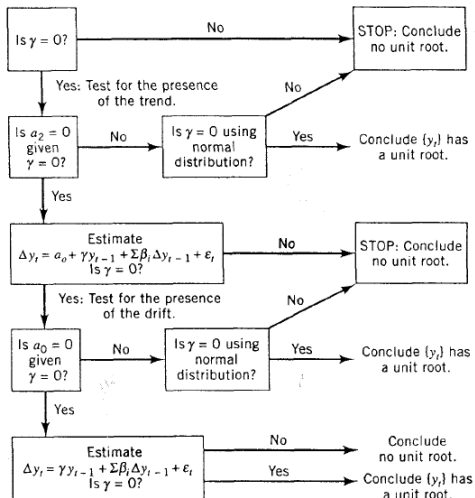 Is γ = 0?
No
STOP: Conclude
no unit root.
Yes: Test for the presence
of the trend.
No
Is a₂ = 0
given
γ = 0?
No
Is γ = 0 using
normal
distribution?
Yes
Conclude {yₜ} has
a unit root.
Yes
Estimate
Δyₜ = aₒ + γyₜ₋₁ + Σβᵢ Δyₜ₋₁ + εₜ
Is γ = 0?
No
STOP: Conclude
no unit root.
Yes: Test for the presence
of the drift.
No
Is a₀ = 0
given
γ = 0?
No
Is γ = 0 using
normal
distribution?
Yes
Conclude {yₜ} has
a unit root.
Yes
Estimate
Δyₜ = γyₜ₋₁ + Σβᵢ Δyₜ₋₁ + εₜ
Is γ = 0?
No
Conclude
no unit root.
Yes
Conclude {yₜ} has
a unit root.